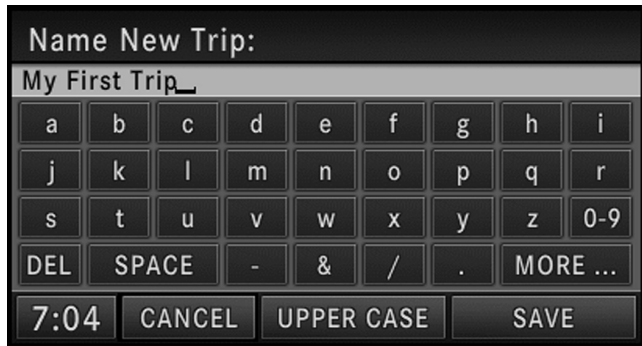 Name New Trip:
My First Trip_
a b c d e f g h i
j k l m n o p q r
s t u v w x y z 0-9
DEL SPACE - & / . MORE ...
7:04 CANCEL UPPER CASE SAVE